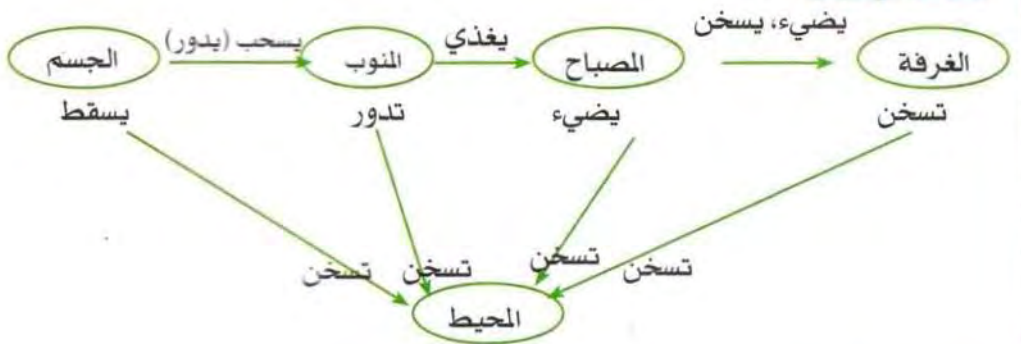 يضيء، يسخن
الجسم يسحب (يدور) المنوب يغذي المصباح الغرفة
يسقط تدور يضيء تسخن
تسخن تسخن تسخن تسخن
المحيط